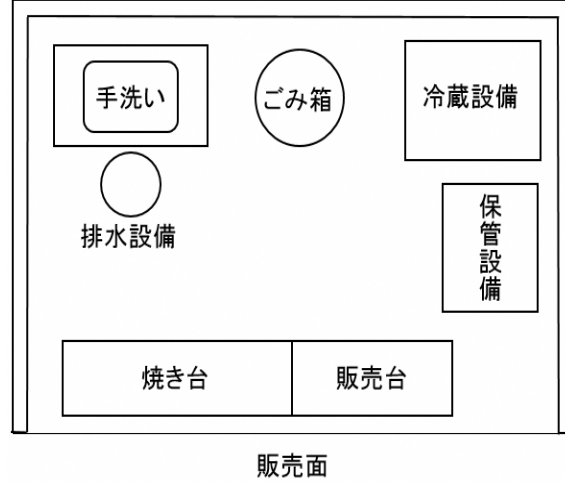 手洗い
ごみ箱
冷蔵設備
排水設備
保管設備
焼き台
販売台
販売面